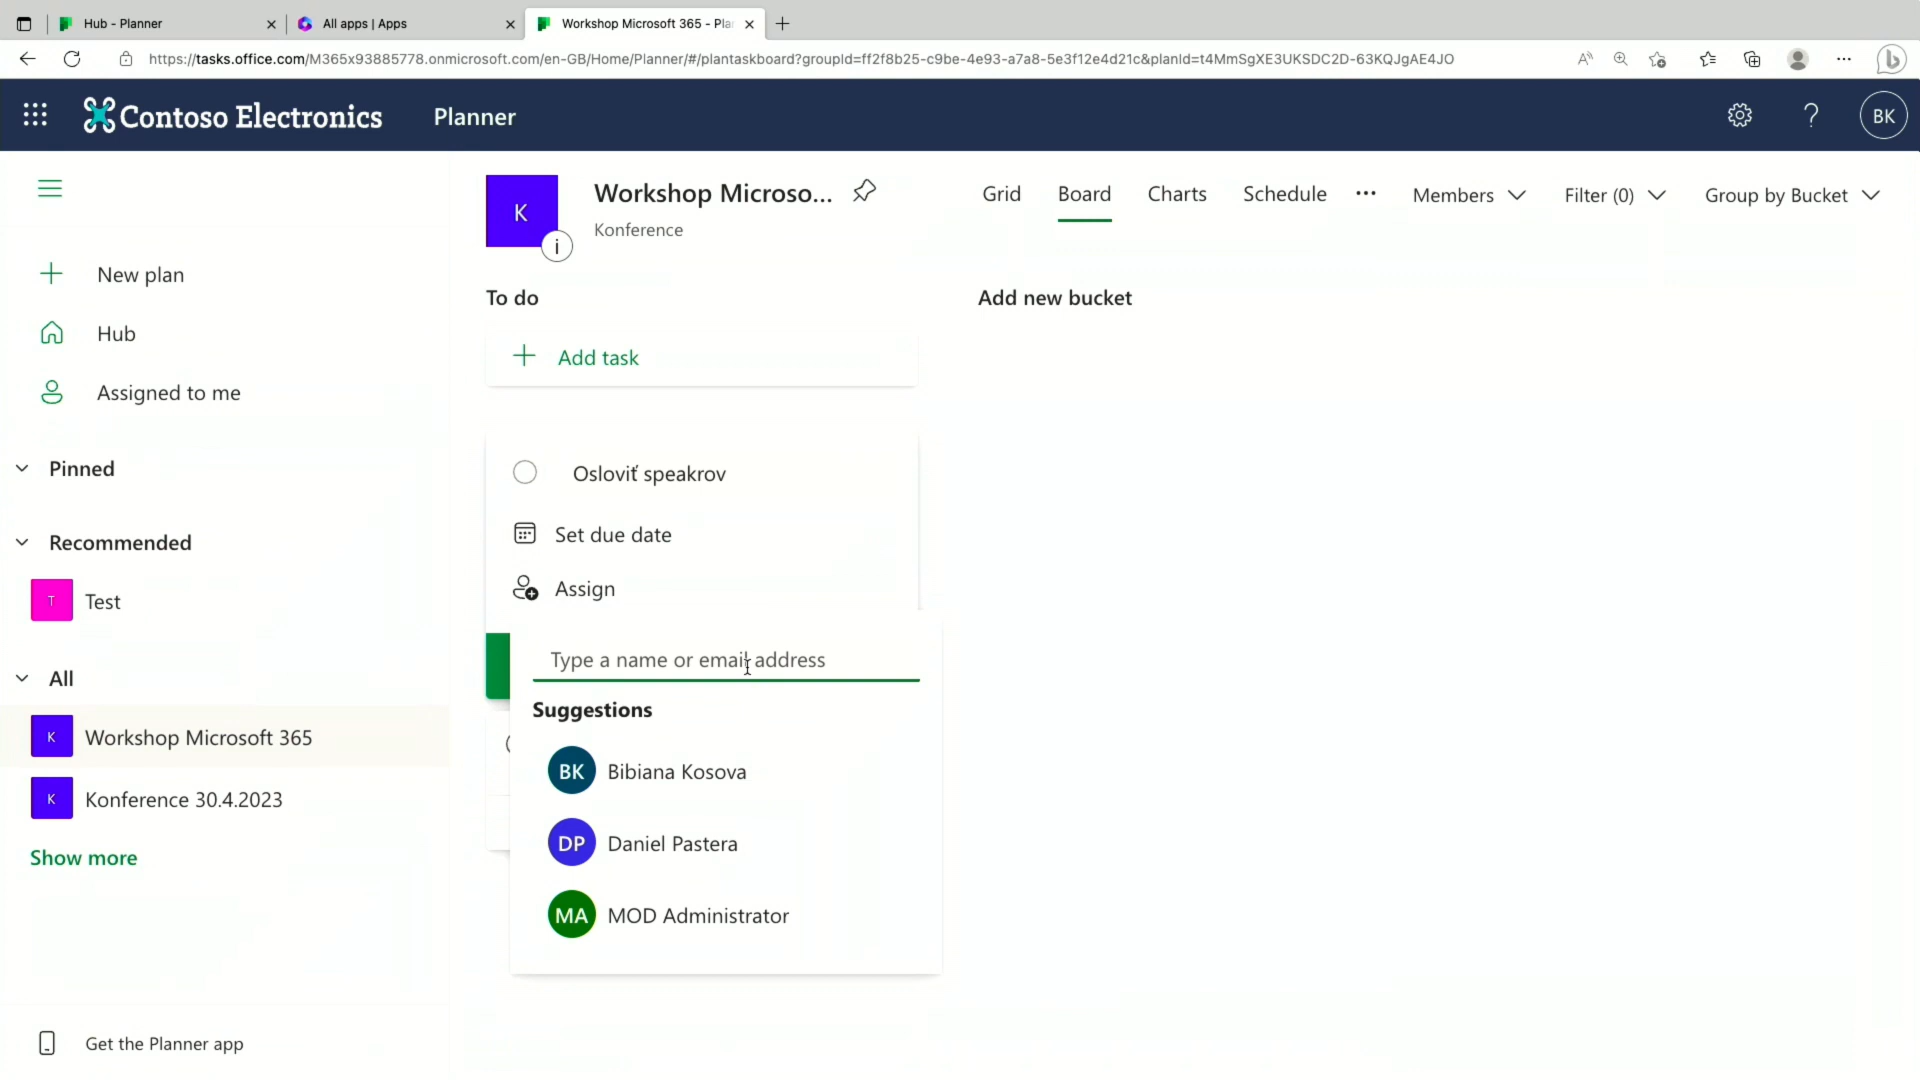 Hub - Planner
All apps | Apps
Workshop Microsoft 365 - Pla
https://tasks.office.com/M365x93885778.onmicrosoft.com/en-GB/Home/Planner/#/plantaskboard?groupId=ff2f8b25-c9be-4e93-a7a8-5e3f12e4d21c&planId=t4MmSgXE3UKSDC2D-63KQJgAE4JO
Contoso Electronics
Planner
?
BK
K
i
Workshop Microso...
Konference
Grid
Board
Charts
Schedule
Members
Filter (0)
Group by Bucket
New plan
Hub
Assigned to me
Pinned
Recommended
T
Test
All
K
Workshop Microsoft 365
K
Konference 30.4.2023
Show more
Get the Planner app
To do
Add new bucket
Add task
Osloviť speakrov
Set due date
Assign
Type a name or email address
Suggestions
BK
Bibiana Kosova
DP
Daniel Pastera
MA
MOD Administrator